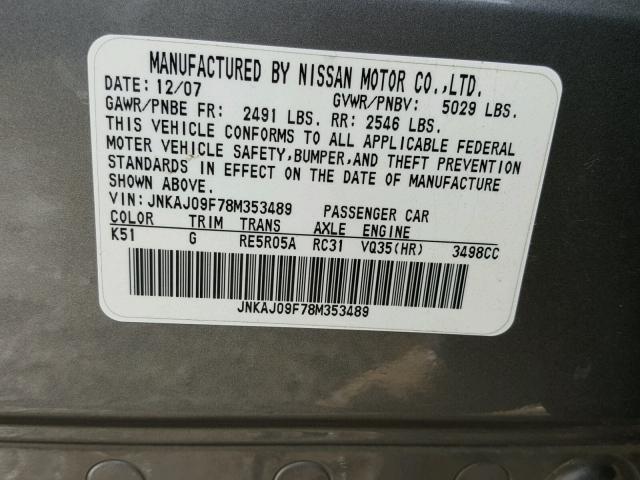 MANUFACTURED BY NISSAN MOTOR CO.,LTD.
DATE: 12/07 GVWR/PNBV: 5029 LBS.
GAWR/PNBE FR: 2491 LBS. RR: 2546 LBS.
THIS VEHICLE CONFORMS TO ALL APPLICABLE FEDERAL
MOTER VEHICLE SAFETY,BUMPER,AND THEFT PREVENTION
STANDARDS IN EFFECT ON THE DATE OF MANUFACTURE
SHOWN ABOVE.
VIN: JNKAJ09F78M353489 PASSENGER CAR
COLOR TRIM TRANS AXLE ENGINE
K51 G RE5R05A RC31 VQ35(HR) 3498CC
JNKAJ09F78M353489